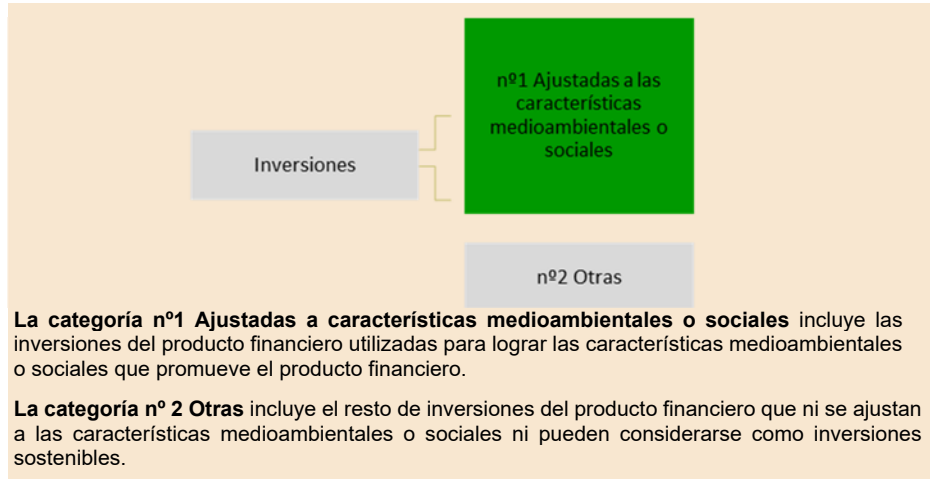 nº1 Ajustadas a las
características
medioambientales o
sociales
Inversiones
nº2 Otras
La categoría nº1 Ajustadas a características medioambientales o sociales incluye las
inversiones del producto financiero utilizadas para lograr las características medioambientales
o sociales que promueve el producto financiero.
La categoría nº 2 Otras incluye el resto de inversiones del producto financiero que ni se ajustan
a las características medioambientales o sociales ni pueden considerarse como inversiones
sostenibles.